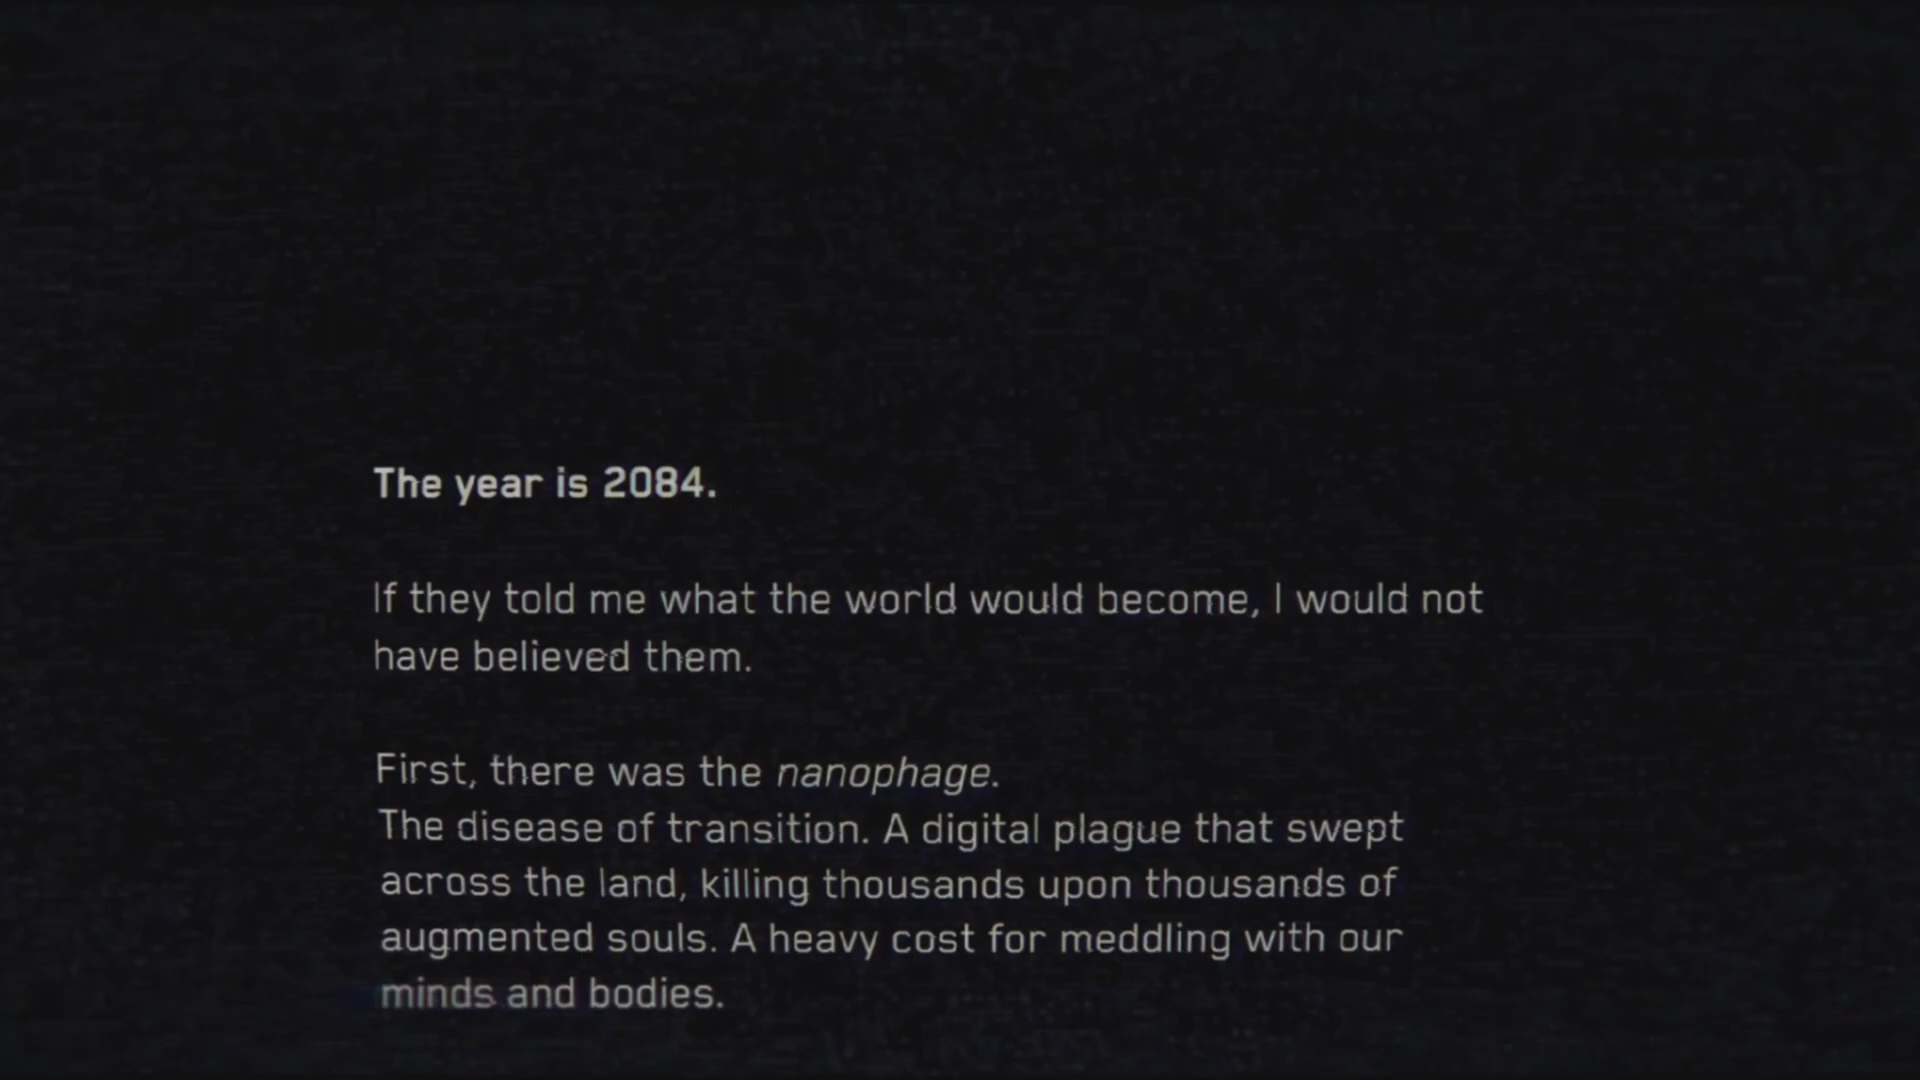 The year is 2084.
If they told me what the world would become, I would not
have believed them.
First, there was the nanophage.
The disease of transition. A digital plague that swept
across the land, killing thousands upon thousands of
augmented souls. A heavy cost for meddling with our
minds and bodies.